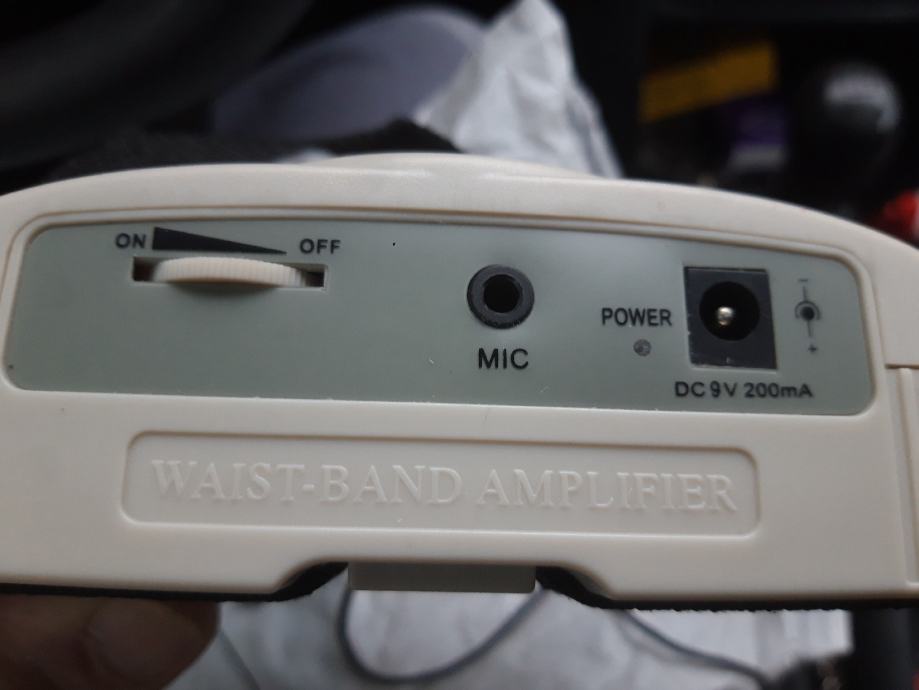 ON OFF
MIC
POWER
- 
+
DC 9V 200mA
WAIST-BAND AMPLIFIER